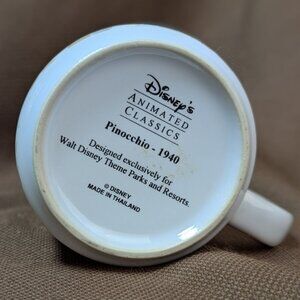 Disney's
ANIMATED
CLASSICS
Pinocchio - 1940
Designed exclusively for
Walt Disney Theme Parks and Resorts.
© DISNEY
MADE IN THAILAND